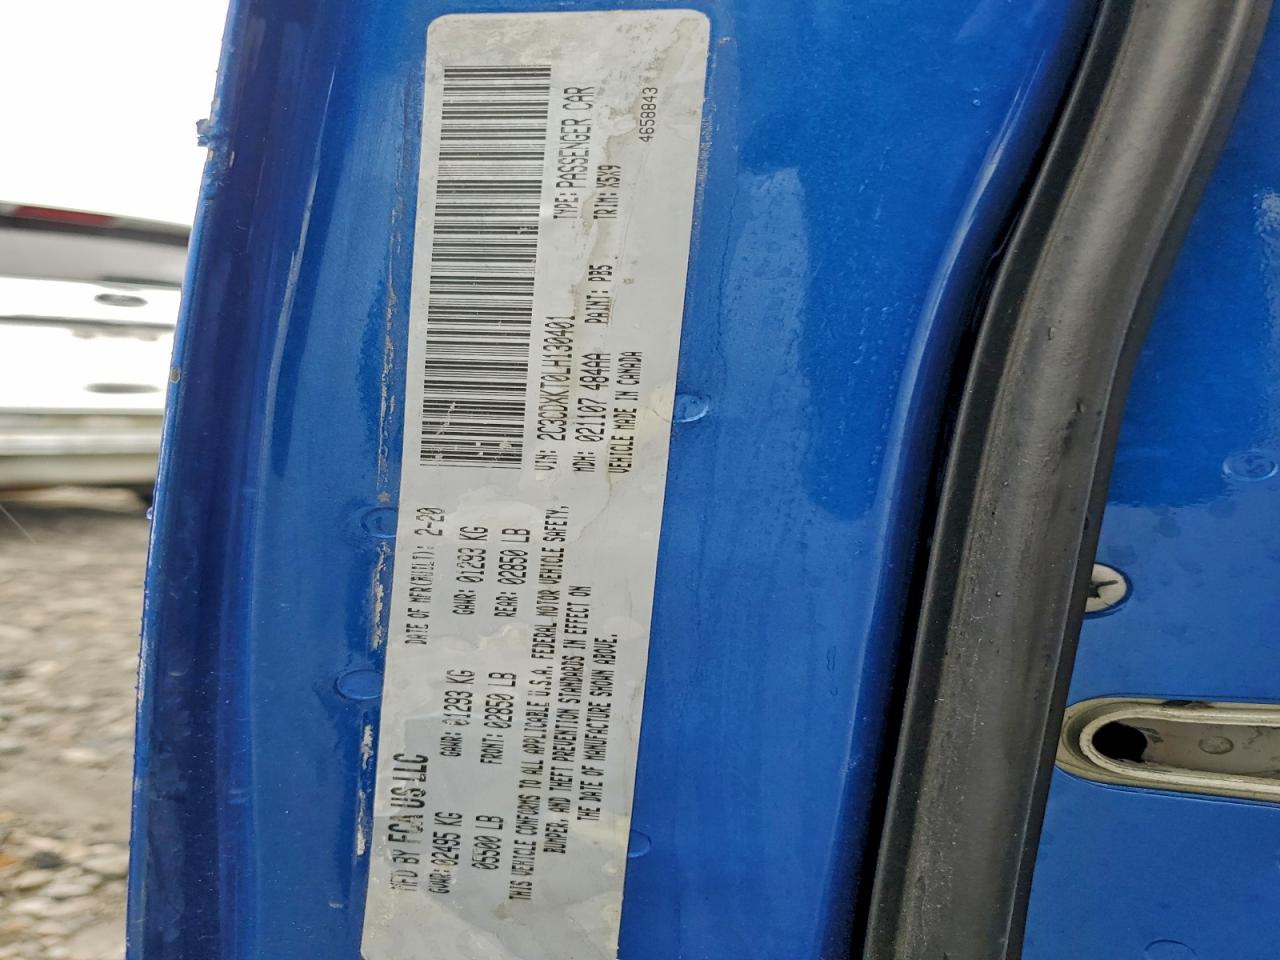 MFD BY FCA US LLC
DATE OF MFR(BUILT): 2-20
GVWR: 02495 KG
GAWR: 01293 KG
GAWR: 01293 KG
05500 LB
FRONT: 02850 LB
REAR: 02850 LB
THIS VEHICLE CONFORMS TO ALL APPLICABLE U.S.A. FEDERAL MOTOR VEHICLE SAFETY,
BUMPER, AND THEFT PREVENTION STANDARDS IN EFFECT ON
THE DATE OF MANUFACTURE SHOWN ABOVE.
VIN: 2C3CDXKT0LH130401
TYPE: PASSENGER CAR
MDH: 021107 484AA
PAINT: PB5
TRIM: X5X9
VEHICLE MADE IN CANADA
4658843